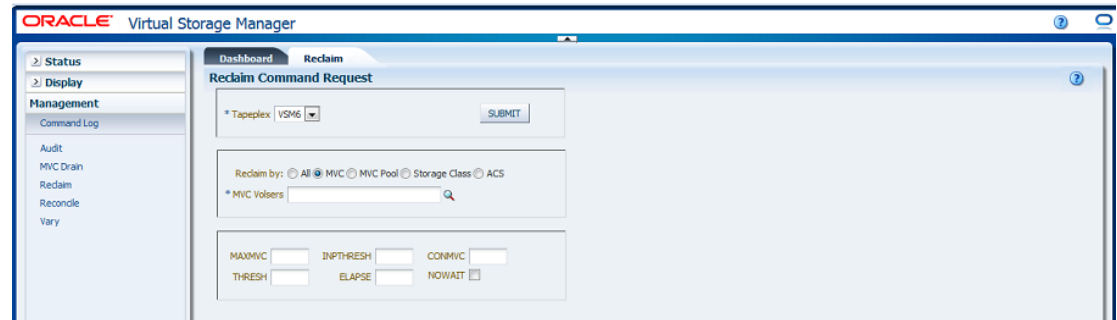 ORACLE Virtual Storage Manager
Status
Display
Management
Command Log
Audit
MVC Drain
Reclaim
Reconcile
Vary
Dashboard Reclaim
Reclaim Command Request
* Tapeplex VSM6 SUBMIT
Reclaim by: All MVC MVC Pool Storage Class ACS
* MVC Volsers
MAXMVC INPTHRESH CONMVC
THRESH ELAPSE NOWAIT